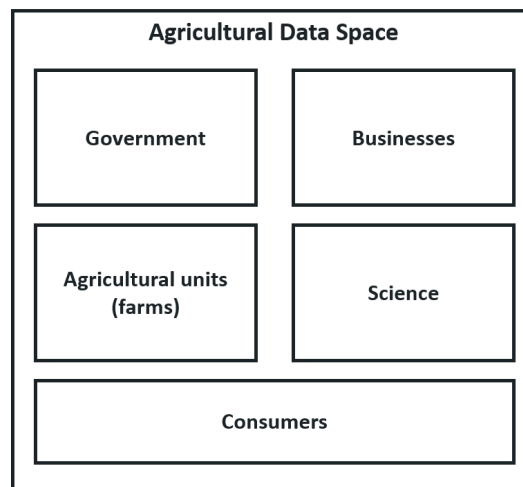 Agricultural Data Space
Government
Businesses
Agricultural units
(farms)
Science
Consumers